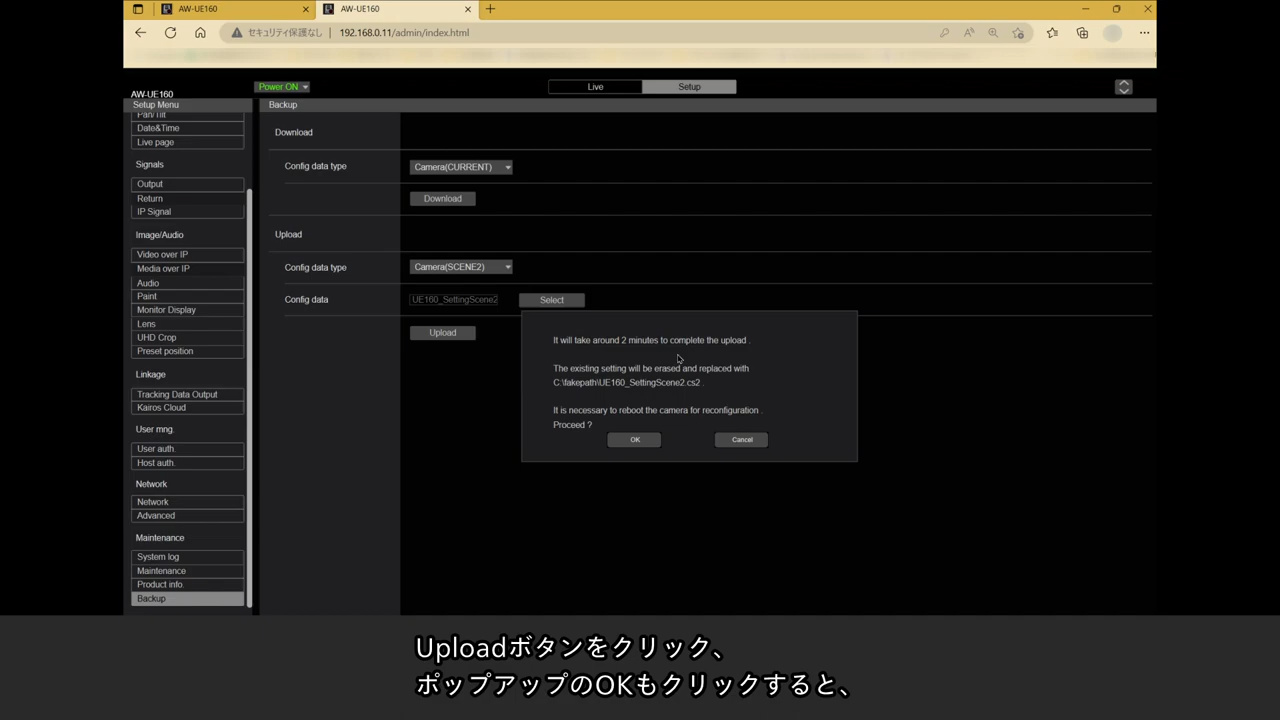 AW-UE160
AW-UE160
セキュリティ保護なし
192.168.0.11/admin/index.html
AW-UE160
Power ON
Live
Setup
Setup Menu
Pan/Tilt
Date&Time
Live page
Signals
Output
Return
IP Signal
Image/Audio
Video over IP
Media over IP
Audio
Paint
Monitor Display
Lens
UHD Crop
Preset position
Linkage
Tracking Data Output
Kairos Cloud
User mng.
User auth.
Host auth.
Network
Network
Advanced
Maintenance
System log
Maintenance
Product info.
Backup
Backup
Download
Config data type
Camera(CURRENT)
Download
Upload
Config data type
Camera(SCENE2)
Config data
UE160_SettingScene2
Select
Upload
It will take around 2 minutes to complete the upload .
The existing setting will be erased and replaced with
C:\fakepath\UE160_SettingScene2.cs2 .
It is necessary to reboot the camera for reconfiguration .
Proceed ?
OK
Cancel
Uploadボタンをクリック、
ポップアップのOKもクリックすると、